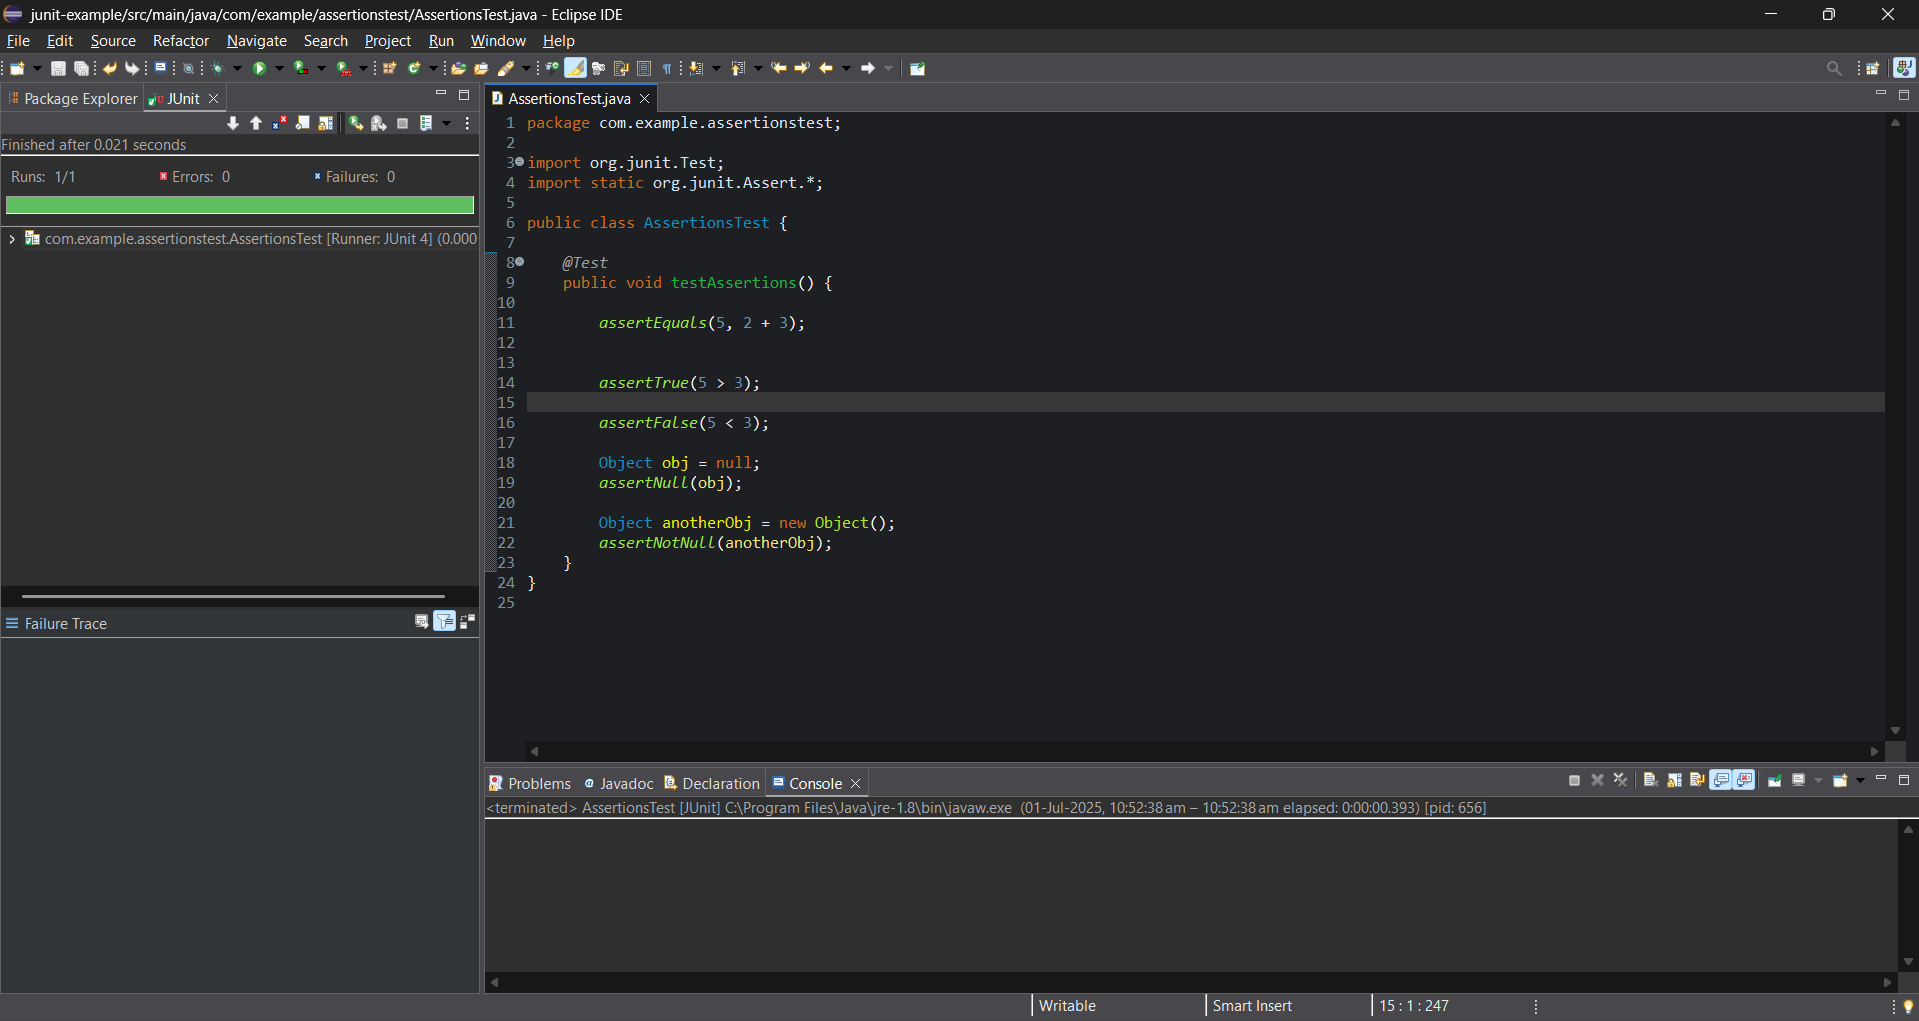 junit-example/src/main/java/com/example/assertionstest/AssertionsTest.java - Eclipse IDE
File Edit Source Refactor Navigate Search Project Run Window Help
Package Explorer JUnit
Finished after 0.021 seconds
Runs: 1/1 Errors: 0 Failures: 0
com.example.assertionstest.AssertionsTest [Runner: JUnit 4] (0.000
Failure Trace
AssertionsTest.java
1 package com.example.assertionstest;
2
3 import org.junit.Test;
4 import static org.junit.Assert.*;
5
6 public class AssertionsTest {
7
8 @Test
9 public void testAssertions() {
10
11 assertEquals(5, 2 + 3);
12
13
14 assertTrue(5 > 3);
15
16 assertFalse(5 < 3);
17
18 Object obj = null;
19 assertNull(obj);
20
21 Object anotherObj = new Object();
22 assertNotNull(anotherObj);
23 }
24 }
25
Problems Javadoc Declaration Console
<terminated> AssertionsTest [JUnit] C:\Program Files\Java\jre-1.8\bin\javaw.exe (01-Jul-2025, 10:52:38 am – 10:52:38 am elapsed: 0:00:00.393) [pid: 656]
Writable Smart Insert 15 : 1 : 247